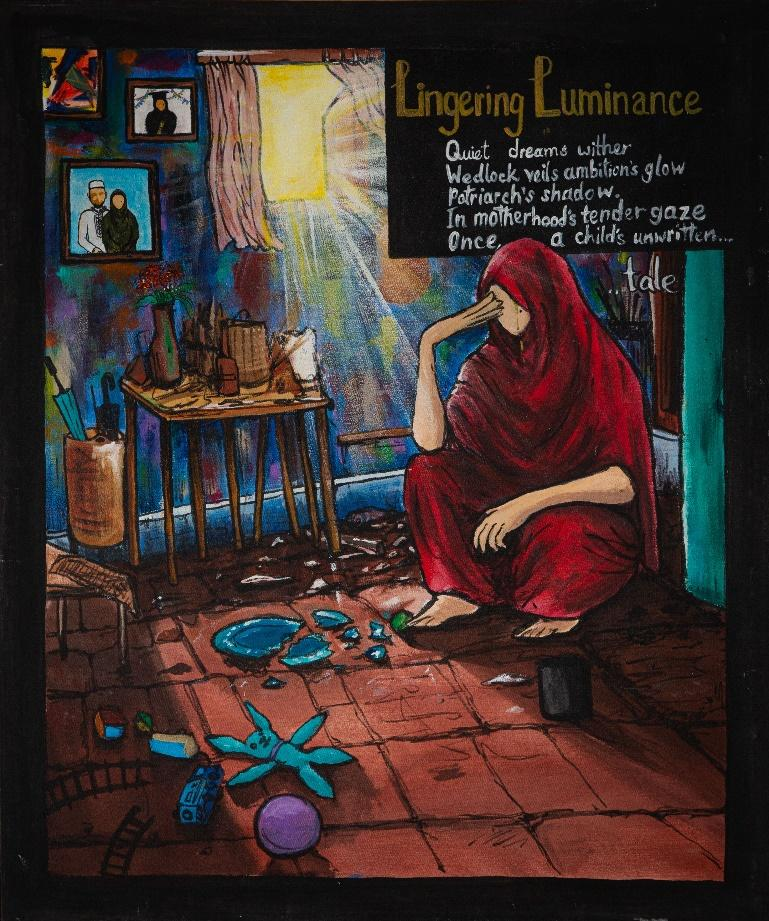 Lingering Luminance
Quiet dreams wither
Wedlock veils ambition's glow
Patriarch's shadow.
In motherhood's tender gaze
Once, a child's unwritten...
...tale